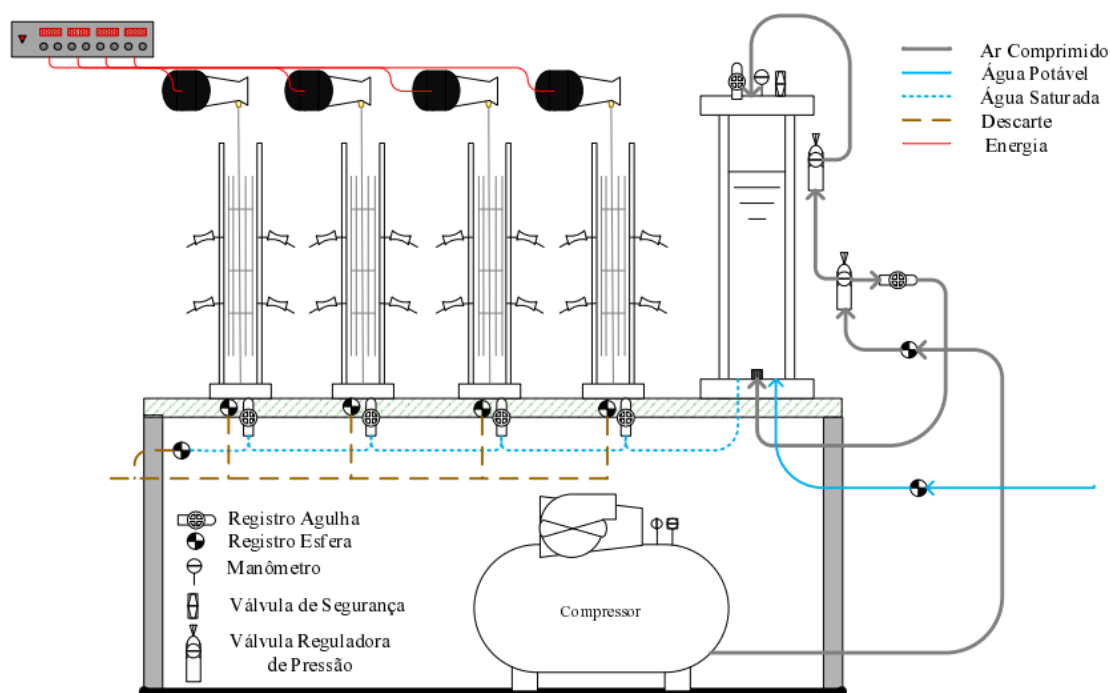 Ar Comprimido
Água Potável
Água Saturada
Descarte
Energia
Registro Agulha
Registro Esfera
Manômetro
Válvula de Segurança
Válvula Reguladora
de Pressão
Compressor